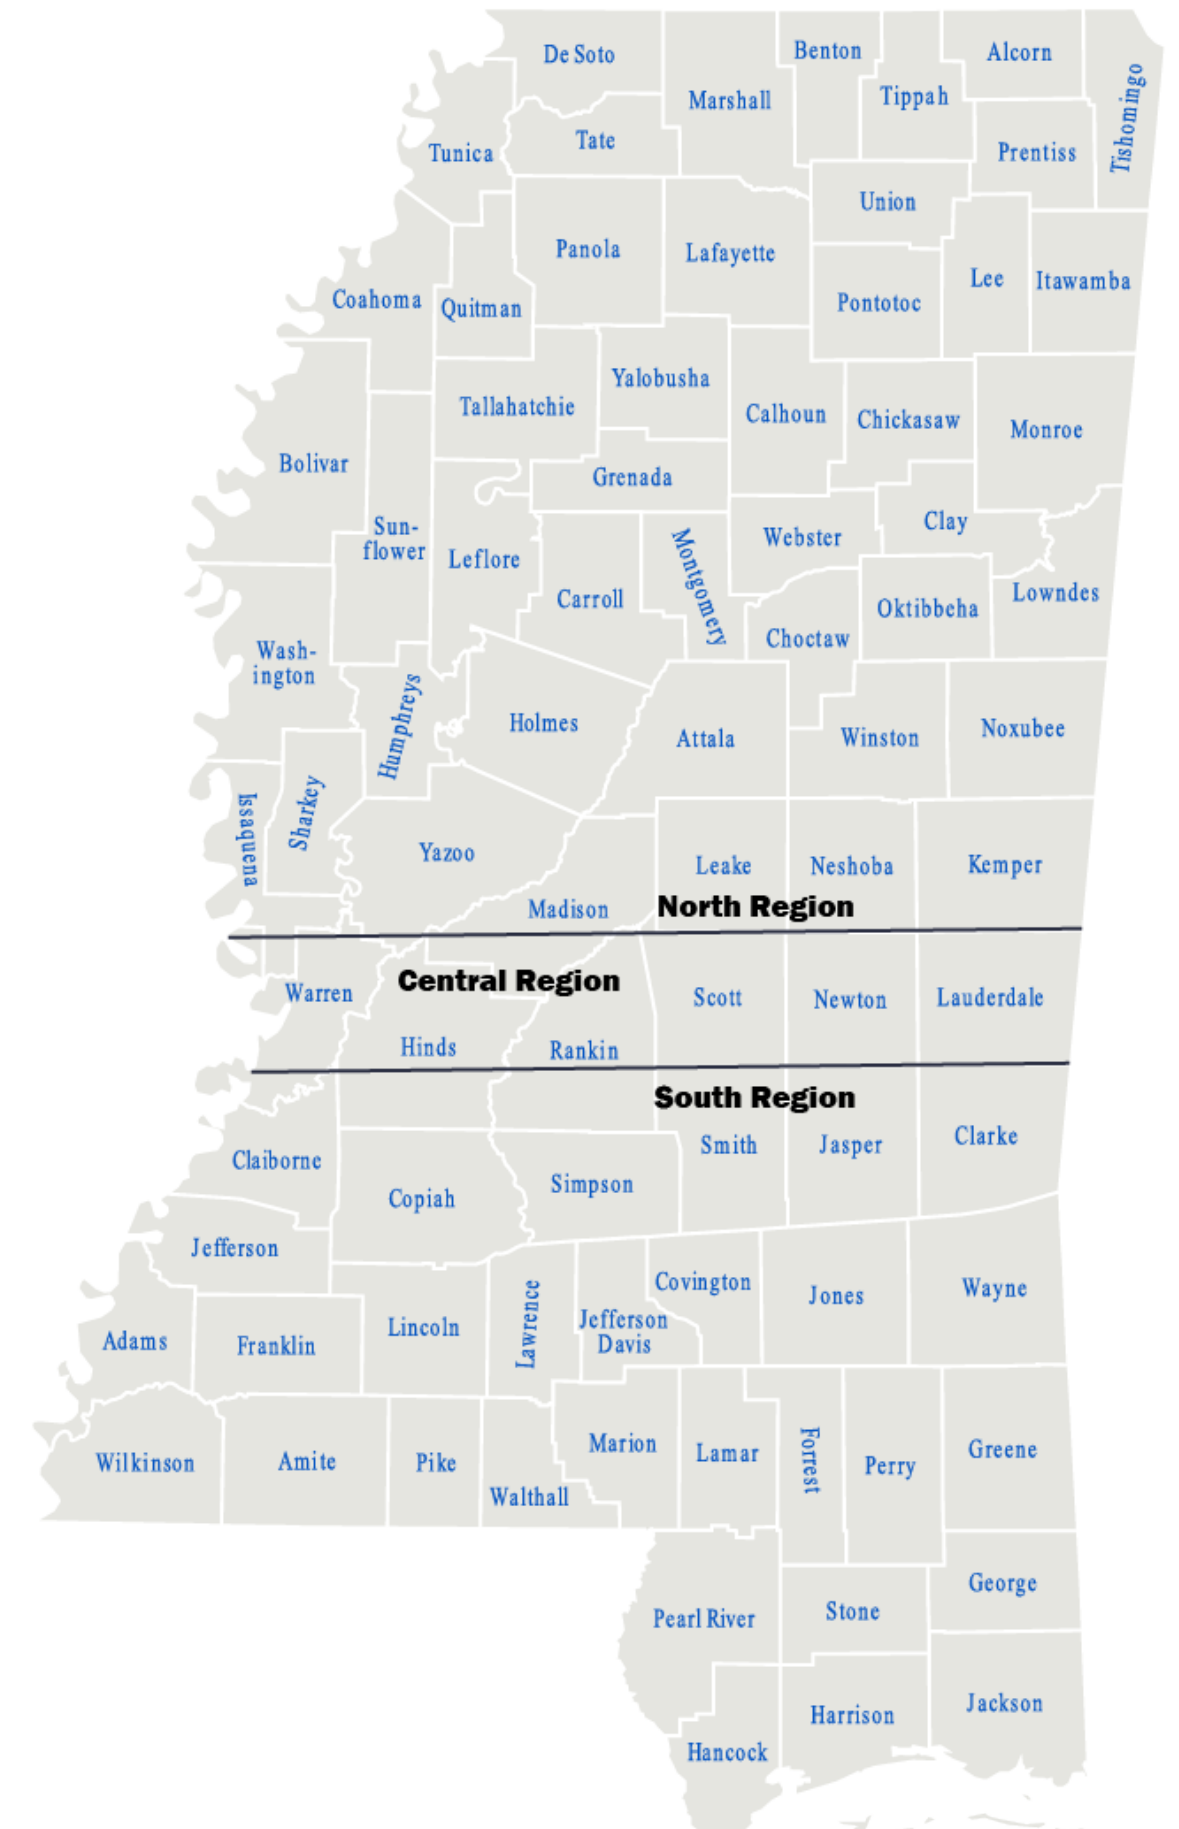 De Soto
Benton
Alcorn
Marshall
Tippah
Tishomingo
Tate
Tunica
Prentiss
Union
Panola
Lafayette
Lee
Itawamba
Coahoma
Quitman
Pontotoc
Yalobusha
Tallahatchie
Calhoun
Chickasaw
Monroe
Bolivar
Grenada
Sun-
flower
Leflore
Webster
Clay
Montgomery
Carroll
Lowndes
Oktibbeha
Choctaw
Wash-
ington
Humphreys
Holmes
Attala
Winston
Noxubee
Issaquena
Sharkey
Yazoo
Leake
Neshoba
Kemper
Madison
North Region
Central Region
Warren
Scott
Newton
Lauderdale
Hinds
Rankin
South Region
Claiborne
Copiah
Simpson
Smith
Jasper
Clarke
Jefferson
Lawrence
Covington
Jones
Wayne
Adams
Franklin
Lincoln
Jefferson
Davis
Wilkinson
Amite
Pike
Walthall
Marion
Lamar
Forrest
Perry
Greene
Pearl River
Stone
George
Hancock
Harrison
Jackson